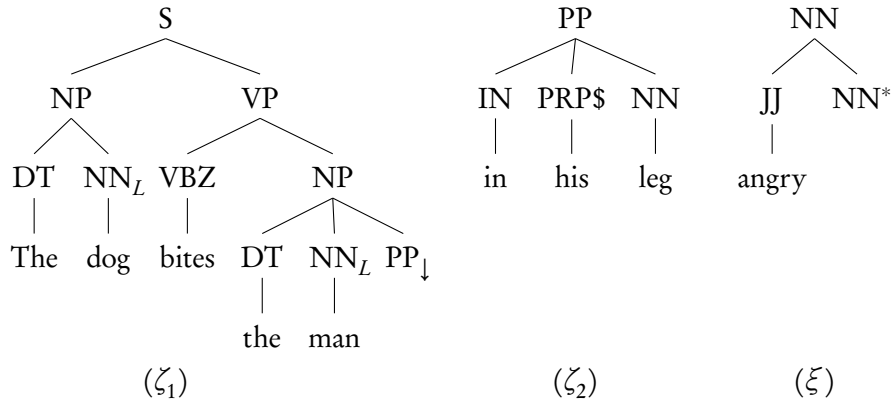 S PP NN
NP VP IN PRP$ NN JJ NN*
DT NN_L VBZ NP in his leg angry
The dog bites DT NN_L PP↓
the man
(ζ₁) (ζ₂) (ξ)